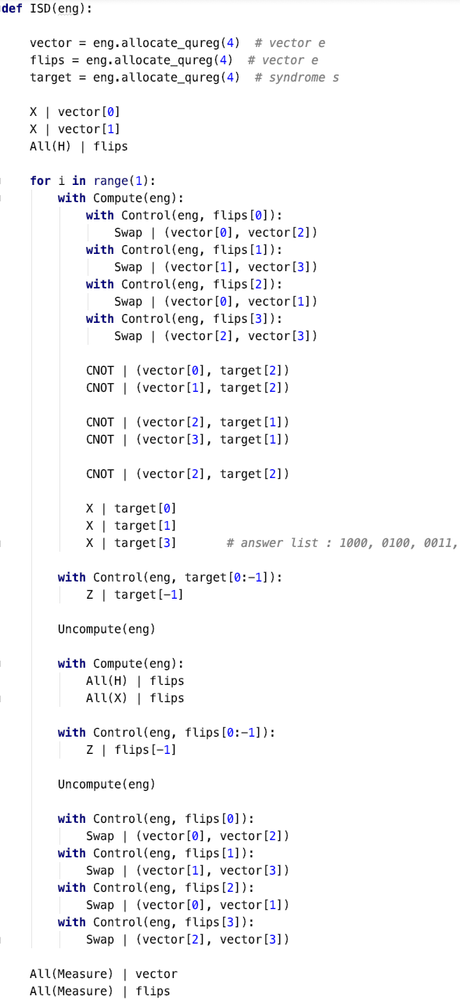 def ISD(eng):
vector = eng.allocate_qureg(4)  # vector e
flips = eng.allocate_qureg(4)  # vector e
target = eng.allocate_qureg(4)  # syndrome s
X | vector[0]
X | vector[1]
All(H) | flips
for i in range(1):
with Compute(eng):
with Control(eng, flips[0]):
Swap | (vector[0], vector[2])
with Control(eng, flips[1]):
Swap | (vector[1], vector[3])
with Control(eng, flips[2]):
Swap | (vector[0], vector[1])
with Control(eng, flips[3]):
Swap | (vector[2], vector[3])
CNOT | (vector[0], target[2])
CNOT | (vector[1], target[2])
CNOT | (vector[2], target[1])
CNOT | (vector[3], target[1])
CNOT | (vector[2], target[2])
X | target[0]
X | target[1]
X | target[3]       # answer list : 1000, 0100, 0011,
with Control(eng, target[0:-1]):
Z | target[-1]
Uncompute(eng)
with Compute(eng):
All(H) | flips
All(X) | flips
with Control(eng, flips[0:-1]):
Z | flips[-1]
Uncompute(eng)
with Control(eng, flips[0]):
Swap | (vector[0], vector[2])
with Control(eng, flips[1]):
Swap | (vector[1], vector[3])
with Control(eng, flips[2]):
Swap | (vector[0], vector[1])
with Control(eng, flips[3]):
Swap | (vector[2], vector[3])
All(Measure) | vector
All(Measure) | flips